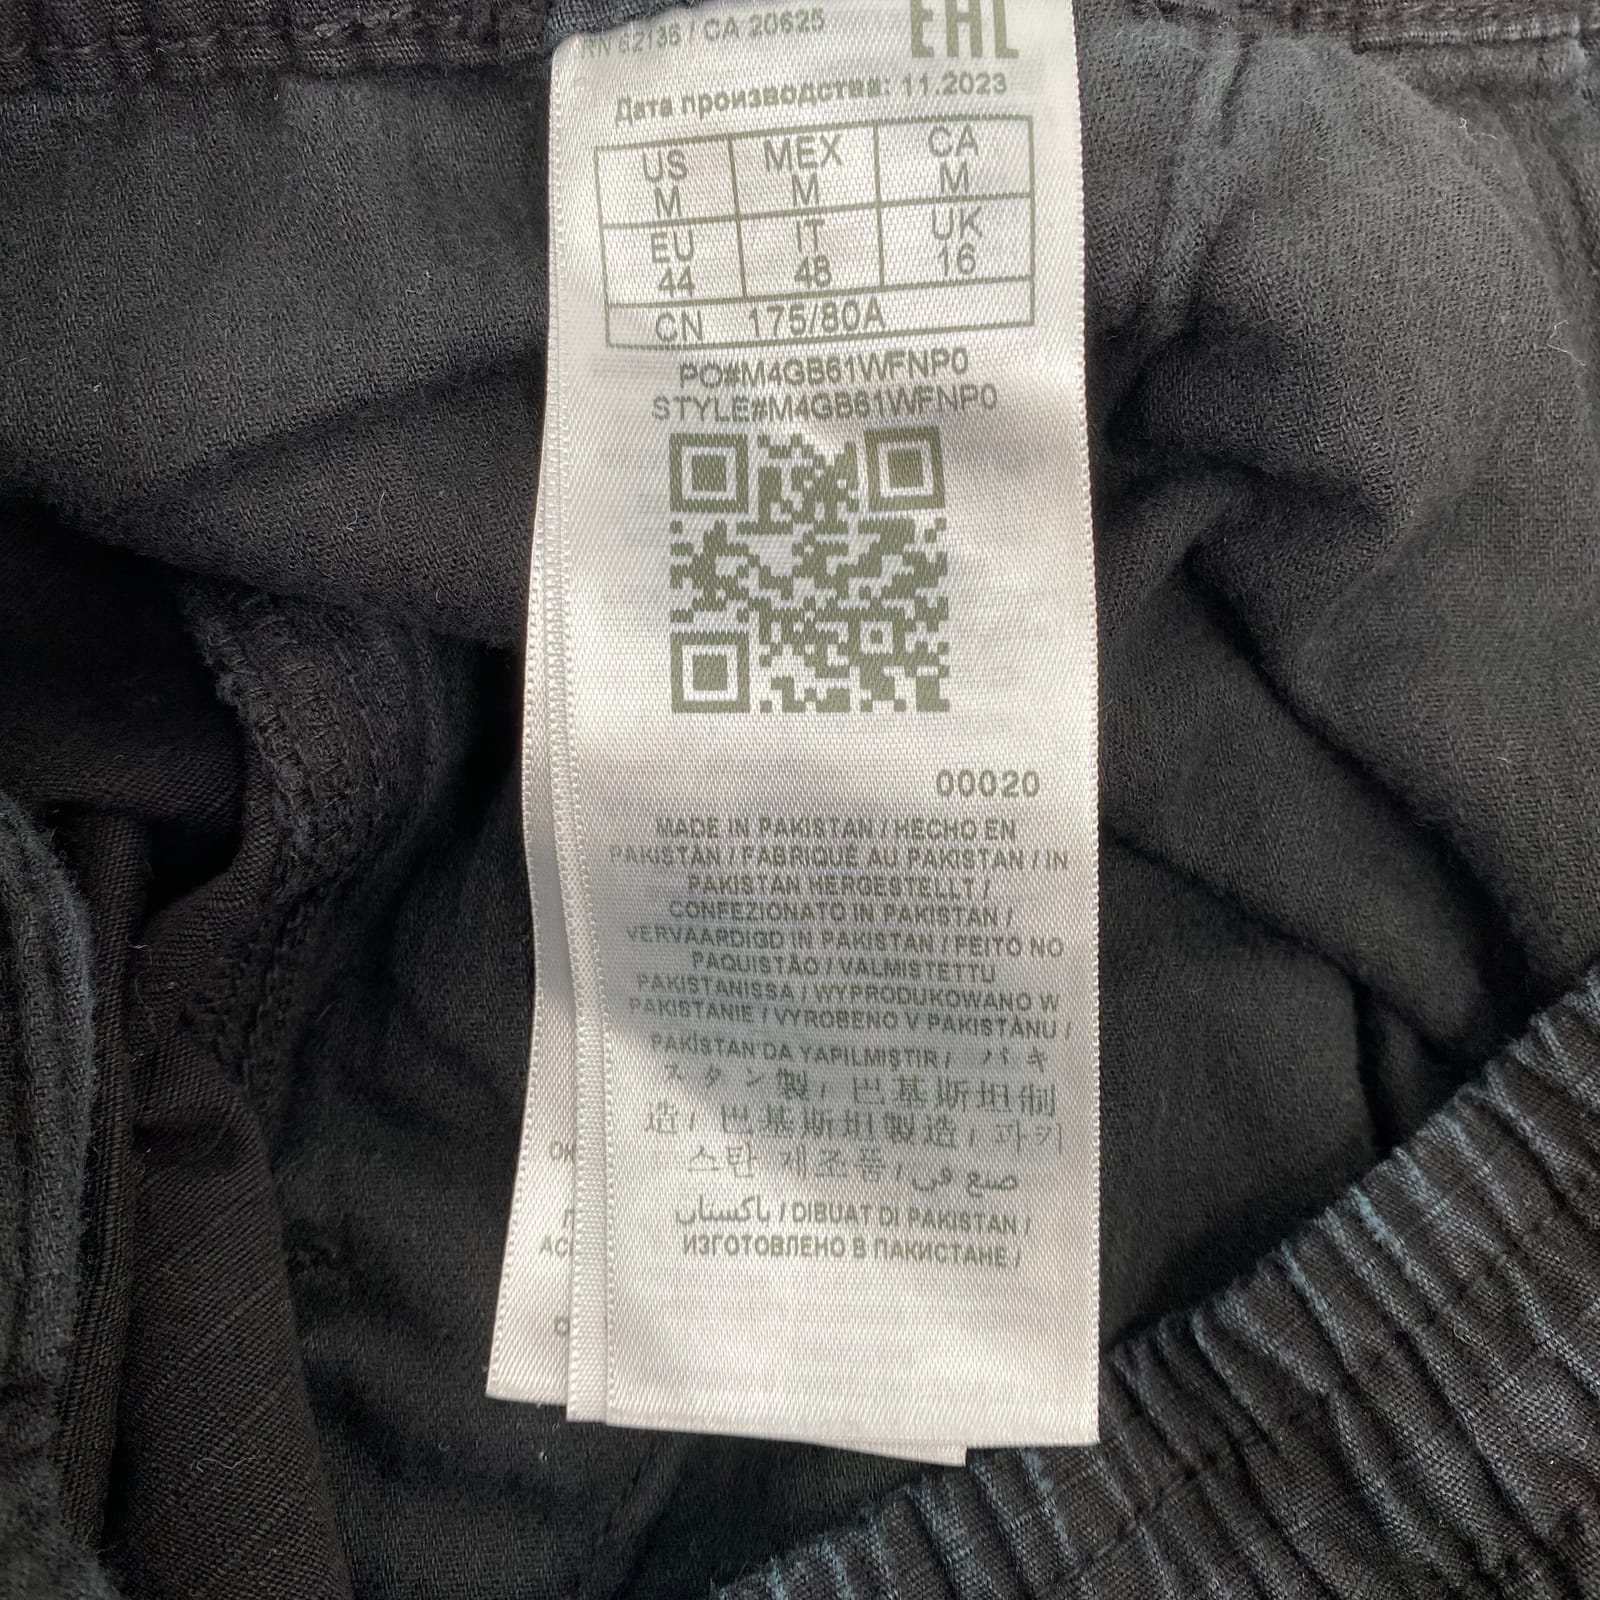 RN 62136 / CA 20625
EAC
Дата производства: 11.2023
US MEX CA
M M M
EU IT UK
44 48 16
CN 175/80A
PO#M4GB61WFNP0
STYLE#M4GB61WFNP0
00020
MADE IN PAKISTAN / HECHO EN
PAKISTAN / FABRIQUÉ AU PAKISTAN / IN
PAKISTAN HERGESTELLT /
CONFEZIONATO IN PAKISTAN /
VERVAARDIGD IN PAKISTAN / FEITO NO
PAQUISTÃO / VALMISTETTU
PAKISTANISSA / WYPRODUKOWANO W
PAKISTANIE / VYROBENO V PAKISTÁNU /
PAKİSTAN'DA YAPILMIŞTIR / パキ
スタン製 / 巴基斯坦制
造 / 巴基斯坦製造 / 파키
스탄 제조품 / صنع في
باكستان / DIBUAT DI PAKISTAN /
ИЗГОТОВЛЕНО В ПАКИСТАНЕ /